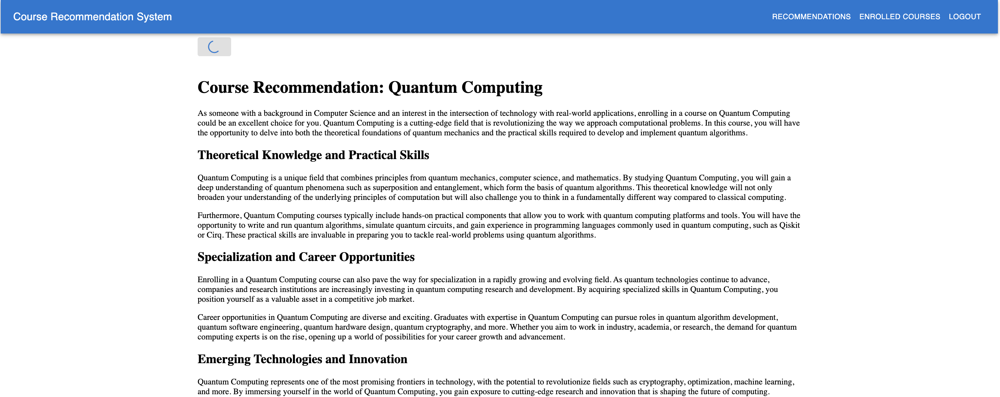 Course Recommendation System
RECOMMENDATIONS ENROLLED COURSES LOGOUT
Course Recommendation: Quantum Computing
As someone with a background in Computer Science and an interest in the intersection of technology with real-world applications, enrolling in a course on Quantum Computing
could be an excellent choice for you. Quantum Computing is a cutting-edge field that is revolutionizing the way we approach computational problems. In this course, you will have
the opportunity to delve into both the theoretical foundations of quantum mechanics and the practical skills required to develop and implement quantum algorithms.
Theoretical Knowledge and Practical Skills
Quantum Computing is a unique field that combines principles from quantum mechanics, computer science, and mathematics. By studying Quantum Computing, you will gain a
deep understanding of quantum phenomena such as superposition and entanglement, which form the basis of quantum algorithms. This theoretical knowledge will not only
broaden your understanding of the underlying principles of computation but will also challenge you to think in a fundamentally different way compared to classical computing.
Furthermore, Quantum Computing courses typically include hands-on practical components that allow you to work with quantum computing platforms and tools. You will have the
opportunity to write and run quantum algorithms, simulate quantum circuits, and gain experience in programming languages commonly used in quantum computing, such as Qiskit
or Cirq. These practical skills are invaluable in preparing you to tackle real-world problems using quantum algorithms.
Specialization and Career Opportunities
Enrolling in a Quantum Computing course can also pave the way for specialization in a rapidly growing and evolving field. As quantum technologies continue to advance,
companies and research institutions are increasingly investing in quantum computing research and development. By acquiring specialized skills in Quantum Computing, you
position yourself as a valuable asset in a competitive job market.
Career opportunities in Quantum Computing are diverse and exciting. Graduates with expertise in Quantum Computing can pursue roles in quantum algorithm development,
quantum software engineering, quantum hardware design, quantum cryptography, and more. Whether you aim to work in industry, academia, or research, the demand for quantum
computing experts is on the rise, opening up a world of possibilities for your career growth and advancement.
Emerging Technologies and Innovation
Quantum Computing represents one of the most promising frontiers in technology, with the potential to revolutionize fields such as cryptography, optimization, machine learning,
and more. By immersing yourself in the world of Quantum Computing, you gain exposure to cutting-edge research and innovation that is shaping the future of computing.